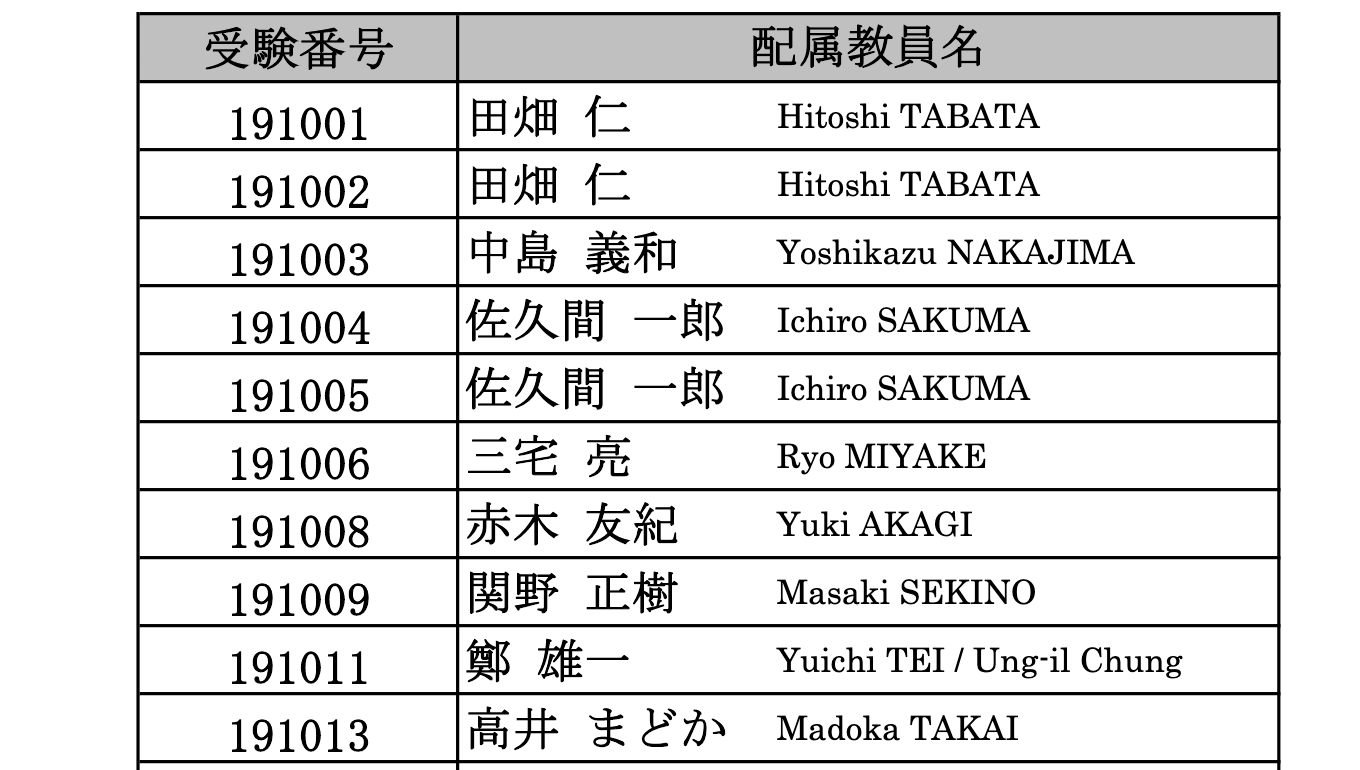 受験番号 配属教員名
191001 田畑 仁 Hitoshi TABATA
191002 田畑 仁 Hitoshi TABATA
191003 中島 義和 Yoshikazu NAKAJIMA
191004 佐久間 一郎 Ichiro SAKUMA
191005 佐久間 一郎 Ichiro SAKUMA
191006 三宅 亮 Ryo MIYAKE
191008 赤木 友紀 Yuki AKAGI
191009 関野 正樹 Masaki SEKINO
191011 鄭 雄一 Yuichi TEI / Ung-il Chung
191013 高井 まどか Madoka TAKAI